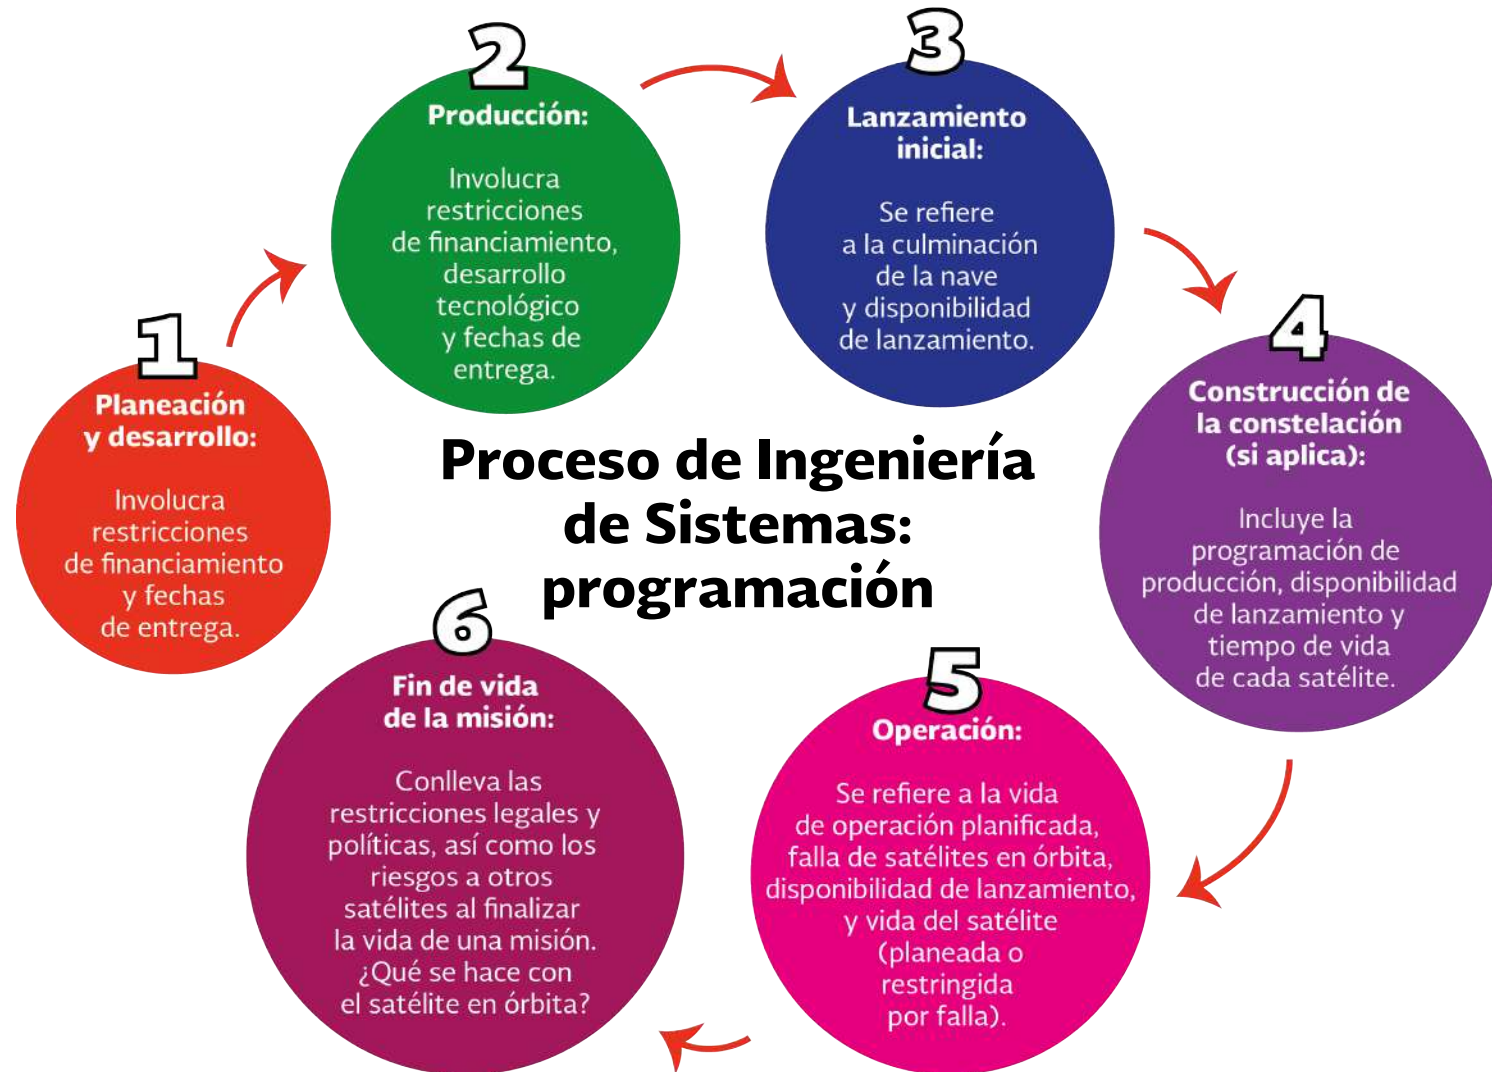 Proceso de Ingeniería
de Sistemas:
programación
1
Planeación
y desarrollo:
Involucra
restricciones
de financiamiento
y fechas
de entrega.
2
Producción:
Involucra
restricciones
de financiamiento,
desarrollo
tecnológico
y fechas de
entrega.
3
Lanzamiento
inicial:
Se refiere
a la culminación
de la nave
y disponibilidad
de lanzamiento.
4
Construcción de
la constelación
(si aplica):
Incluye la
programación de
producción, disponibilidad
de lanzamiento y
tiempo de vida
de cada satélite.
5
Operación:
Se refiere a la vida
de operación planificada,
falla de satélites en órbita,
disponibilidad de lanzamiento,
y vida del satélite
(planeada o
restringida
por falla).
6
Fin de vida
de la misión:
Conlleva las
restricciones legales y
políticas, así como los
riesgos a otros
satélites al finalizar
la vida de una misión.
¿Qué se hace con
el satélite en órbita?